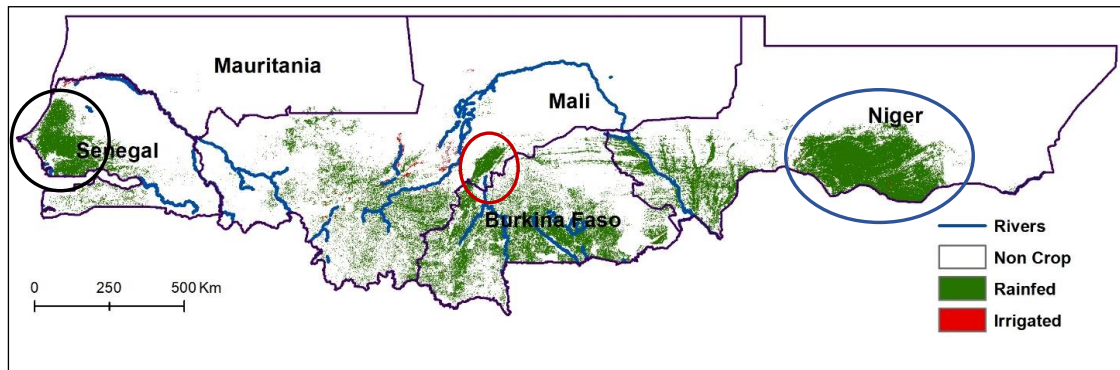 Mauritania
Mali
Niger
Senegal
Burkina Faso
Rivers
Non Crop
Rainfed
Irrigated
0 250 500 Km